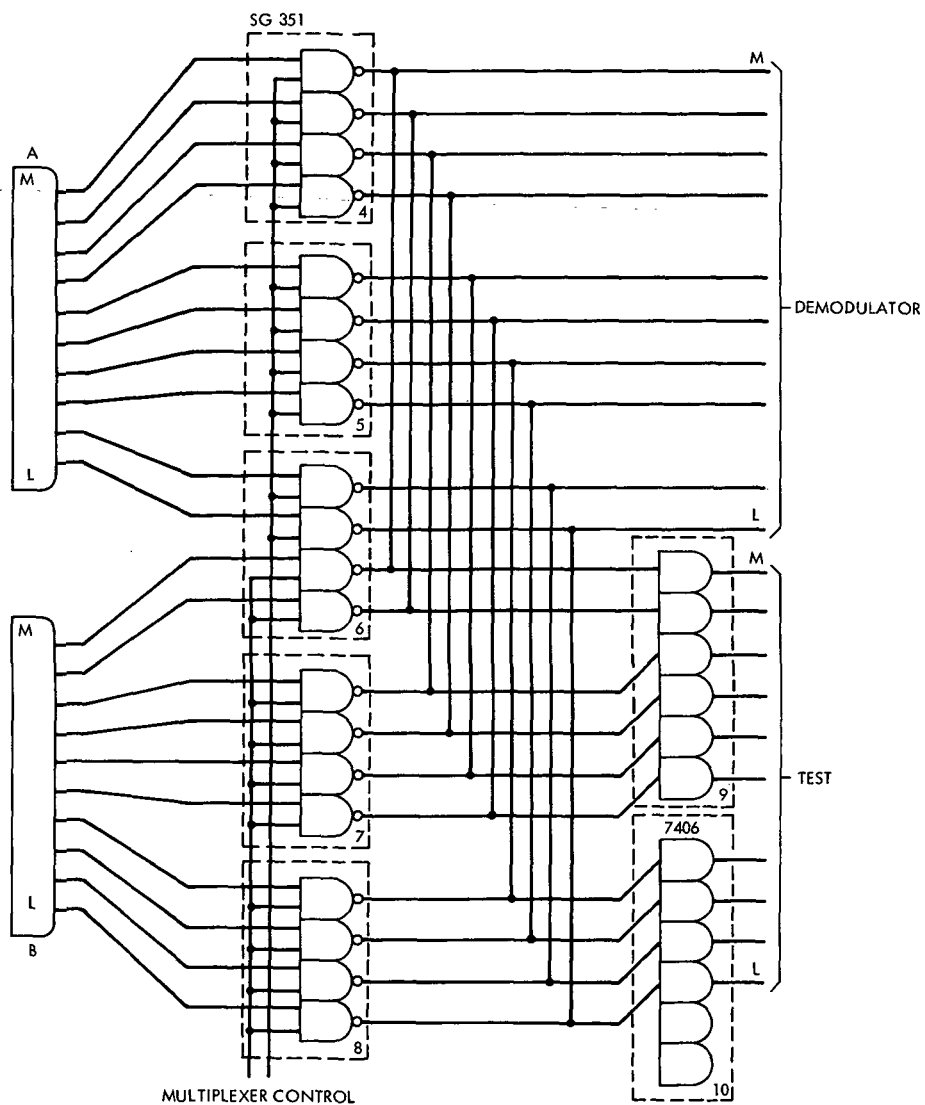 SG 351
M
A
M
4
DEMODULATOR
5
L
L
M
6
M
TEST
9
7
7406
L
L
B
8
10
MULTIPLEXER CONTROL